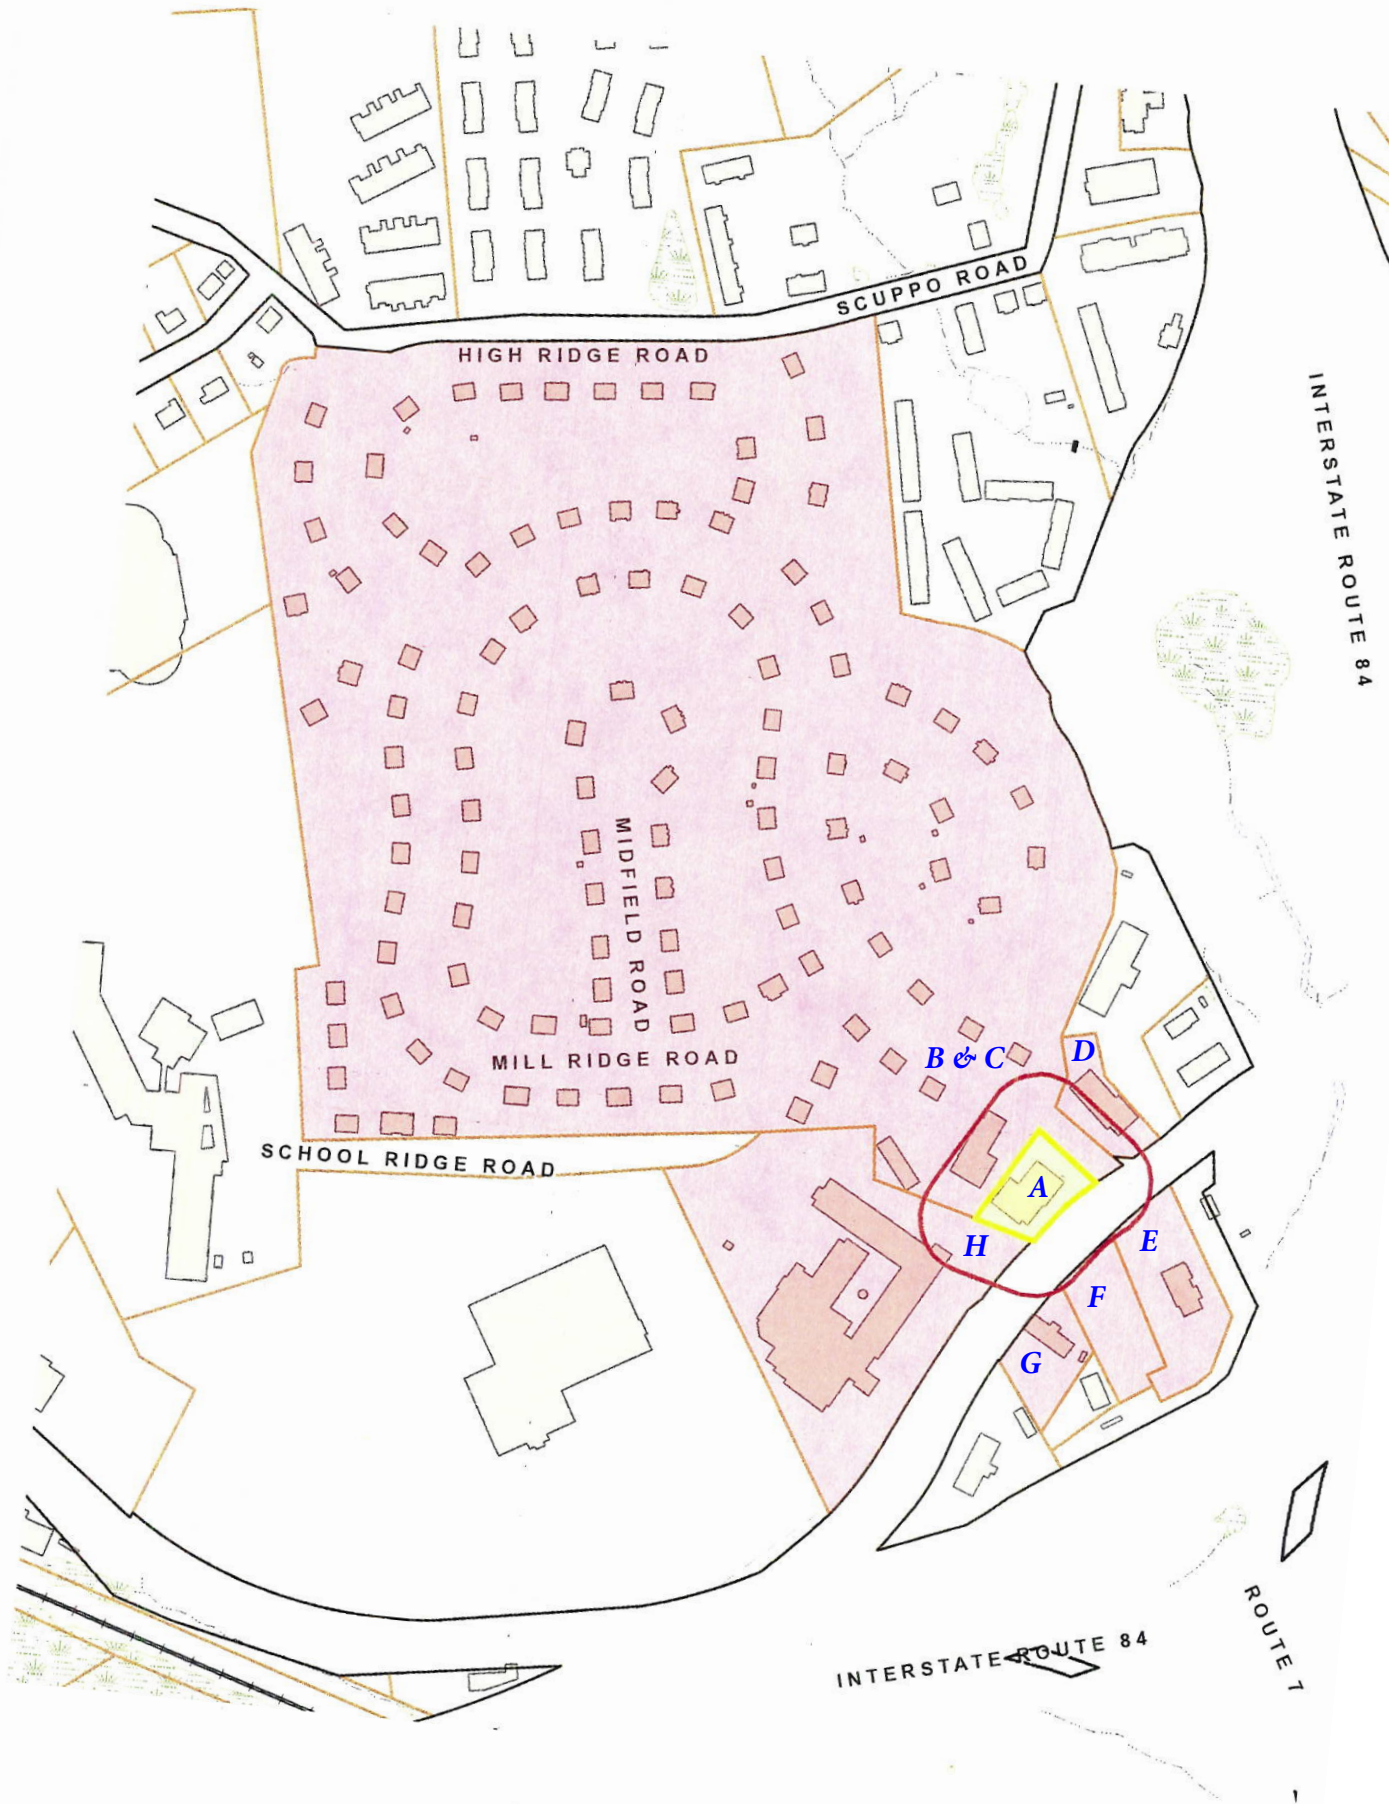 SCUPPO ROAD
HIGH RIDGE ROAD
INTERSTATE ROUTE 84
MIDFIELD ROAD
MILL RIDGE ROAD
B & C
D
SCHOOL RIDGE ROAD
A
H
E
F
G
ROUTE 7
INTERSTATE ROUTE 84